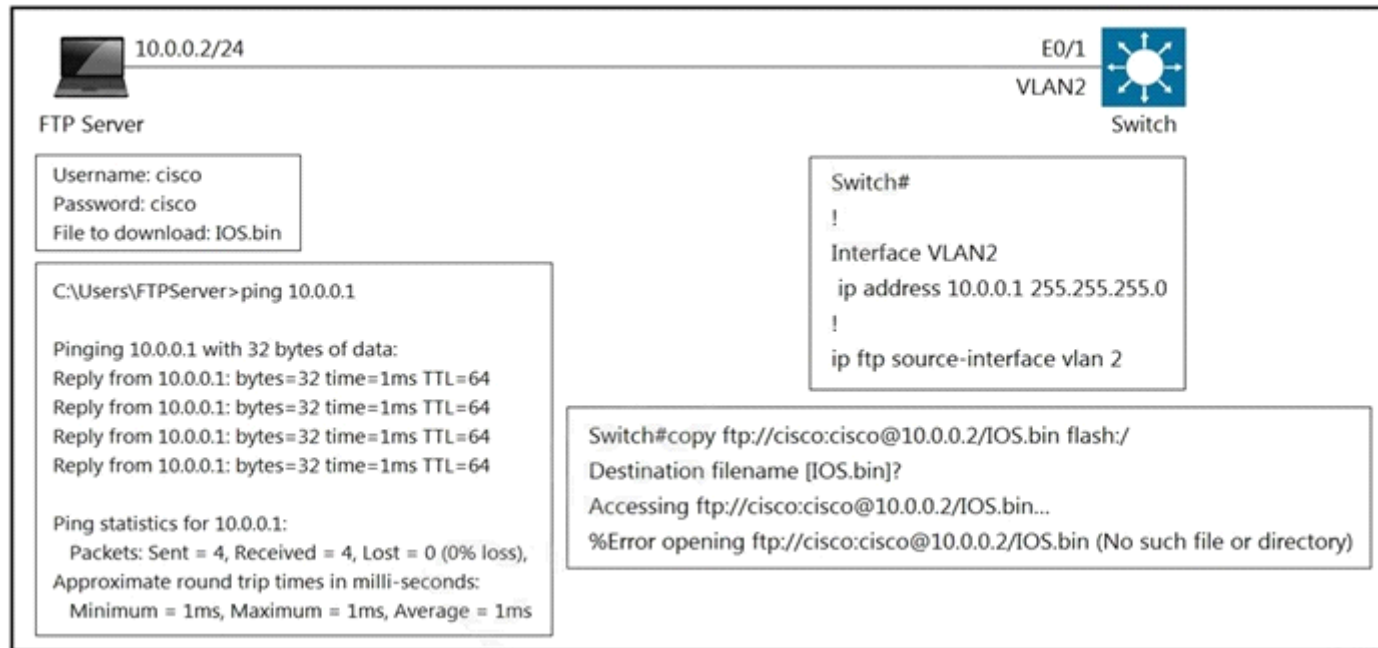 10.0.0.2/24
E0/1
VLAN2
FTP Server
Switch
Username: cisco
Password: cisco
File to download: IOS.bin
C:\Users\FTPServer>ping 10.0.0.1
Pinging 10.0.0.1 with 32 bytes of data:
Reply from 10.0.0.1: bytes=32 time=1ms TTL=64
Reply from 10.0.0.1: bytes=32 time=1ms TTL=64
Reply from 10.0.0.1: bytes=32 time=1ms TTL=64
Reply from 10.0.0.1: bytes=32 time=1ms TTL=64
Ping statistics for 10.0.0.1:
Packets: Sent = 4, Received = 4, Lost = 0 (0% loss),
Approximate round trip times in milli-seconds:
Minimum = 1ms, Maximum = 1ms, Average = 1ms
Switch#
!
Interface VLAN2
ip address 10.0.0.1 255.255.255.0
!
ip ftp source-interface vlan 2
Switch#copy ftp://cisco:cisco@10.0.0.2/IOS.bin flash:/
Destination filename [IOS.bin]?
Accessing ftp://cisco:cisco@10.0.0.2/IOS.bin...
%Error opening ftp://cisco:cisco@10.0.0.2/IOS.bin (No such file or directory)